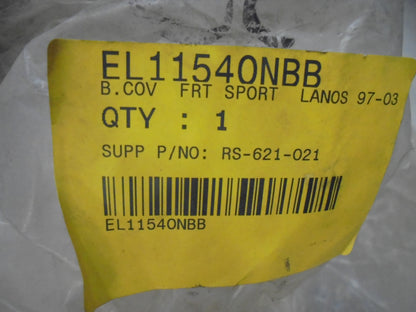 EL11540NBB
B.COV FRT SPORT LANOS 97-03
QTY : 1
SUPP P/NO: RS-621-021
EL11540NBB